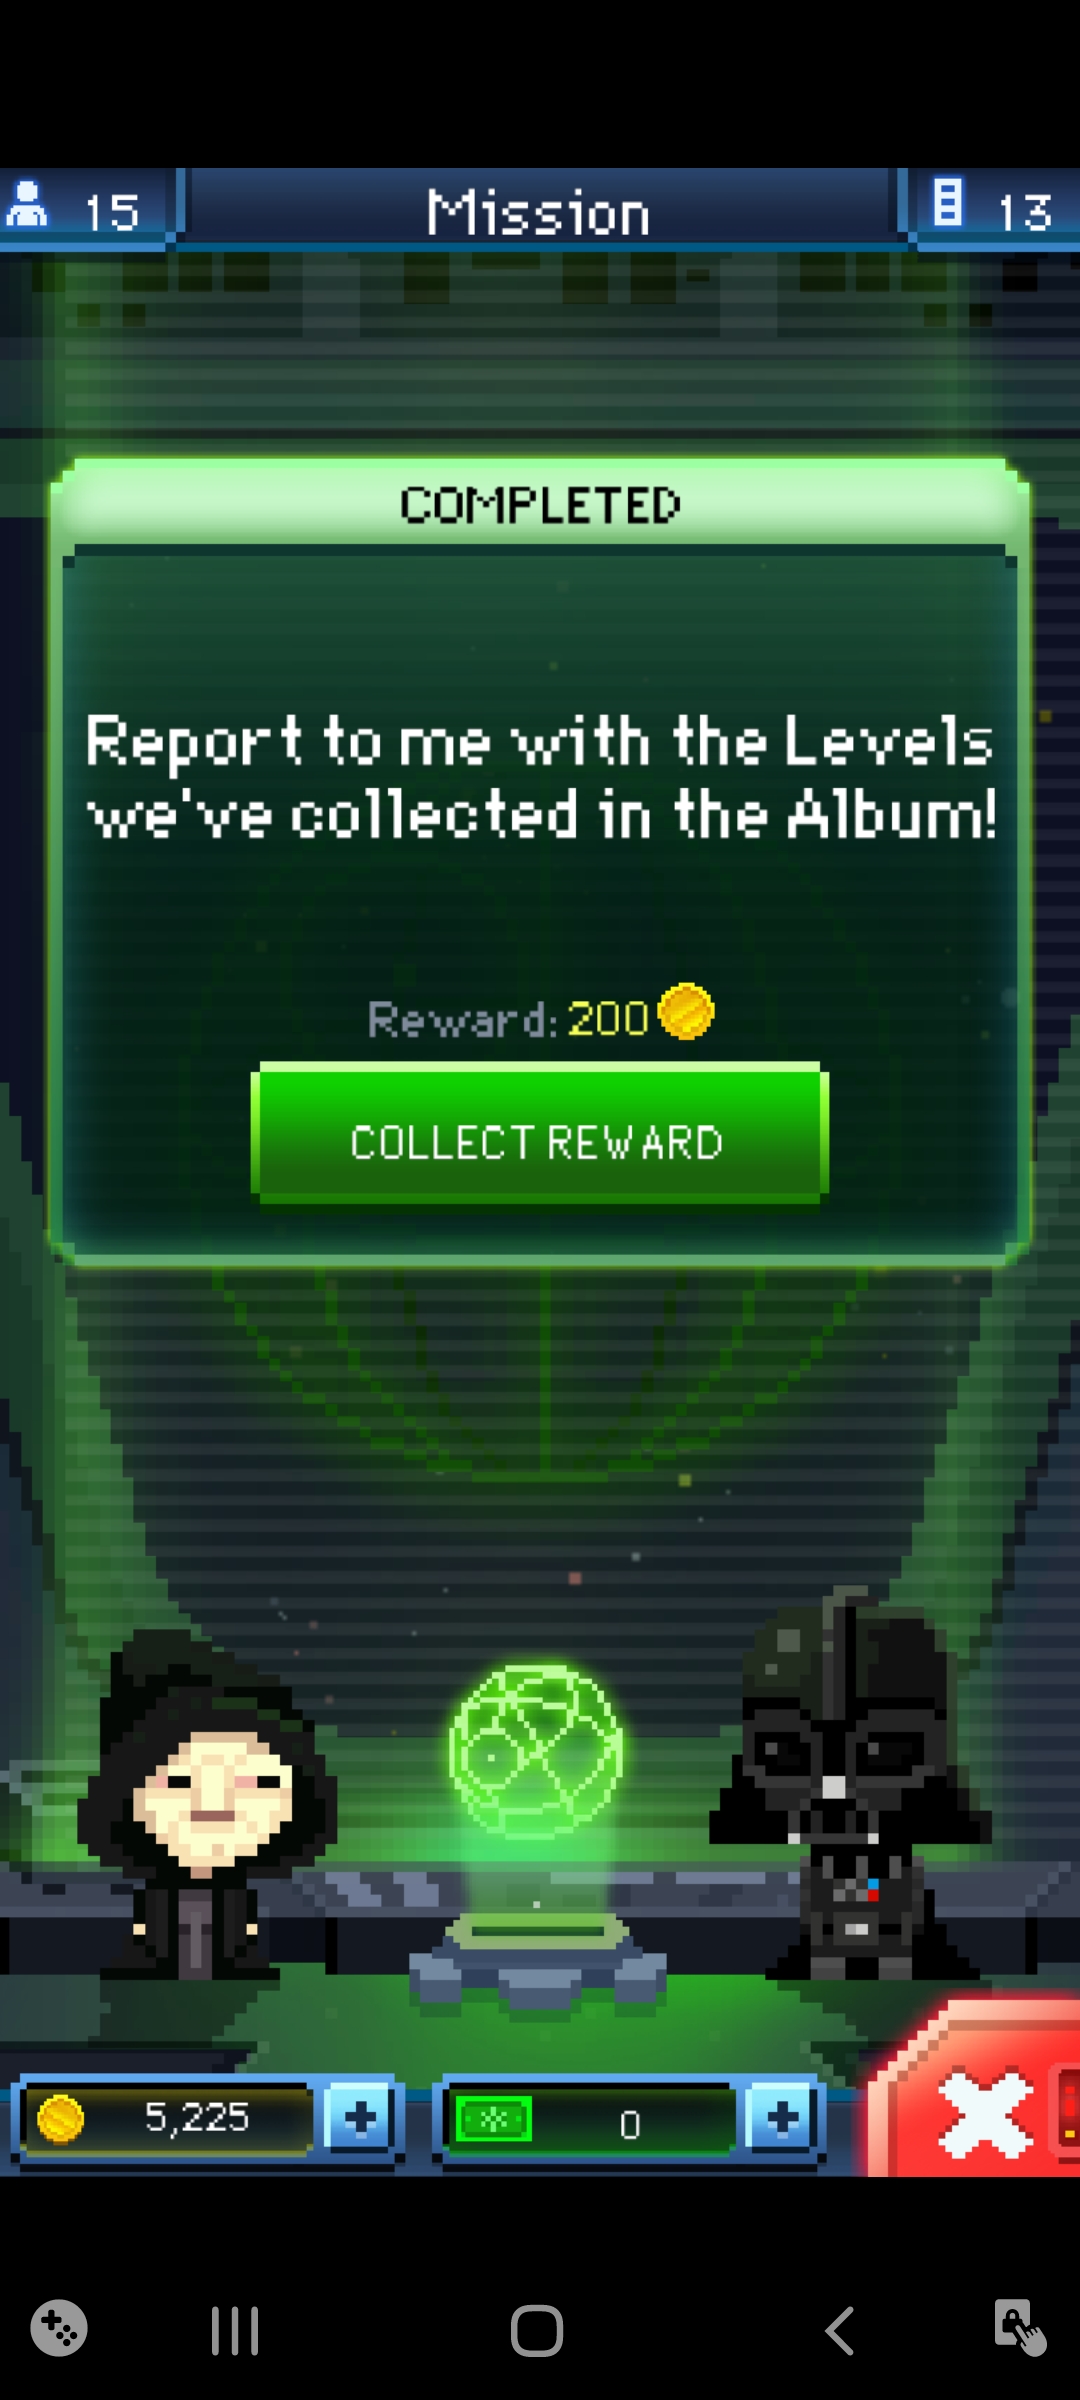 15
Mission
13
COMPLETED
Report to me with the Levels
we've collected in the Album!
Reward: 200
COLLECT REWARD
5,225
0